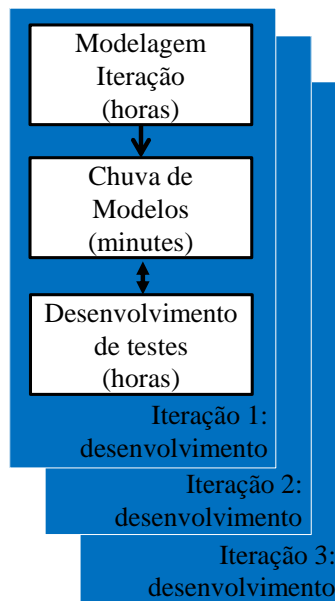 Modelagem
Iteração
(horas)
Chuva de
Modelos
(minutes)
Desenvolvimento
de testes
(horas)
Iteração 1:
desenvolvimento
Iteração 2:
desenvolvimento
Iteração 3:
desenvolvimento